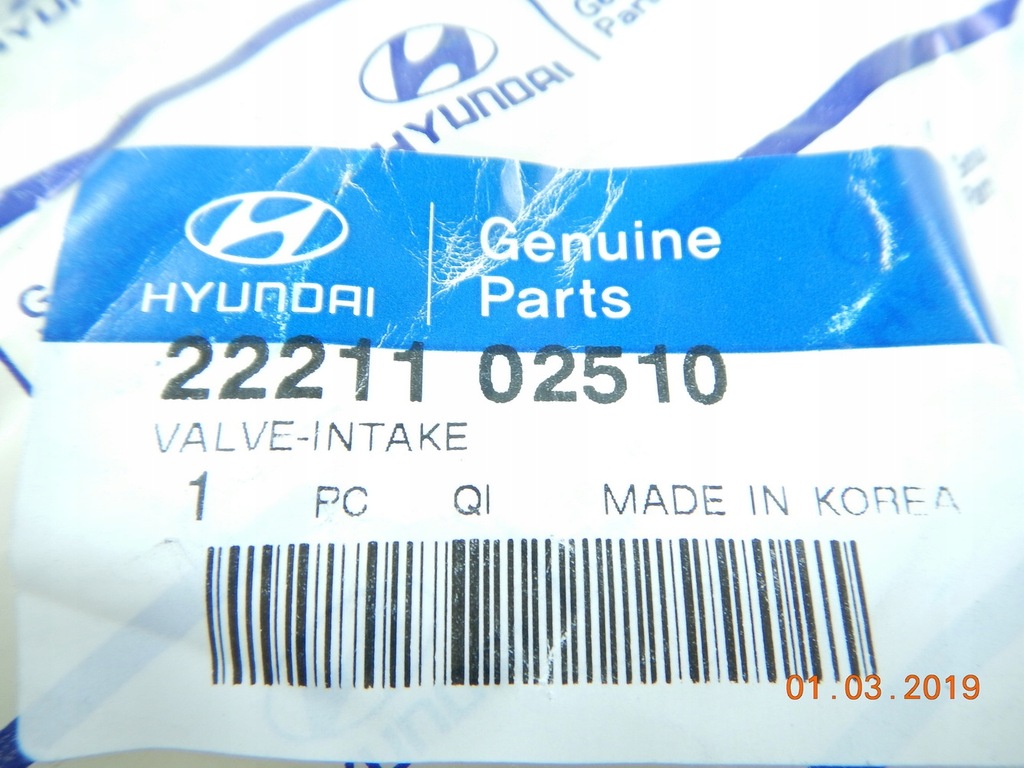 HYUNDAI
Genuine
Parts
HYUNDAI
22211 02510
VALVE-INTAKE
1 PC QI MADE IN KOREA
01.03.2019